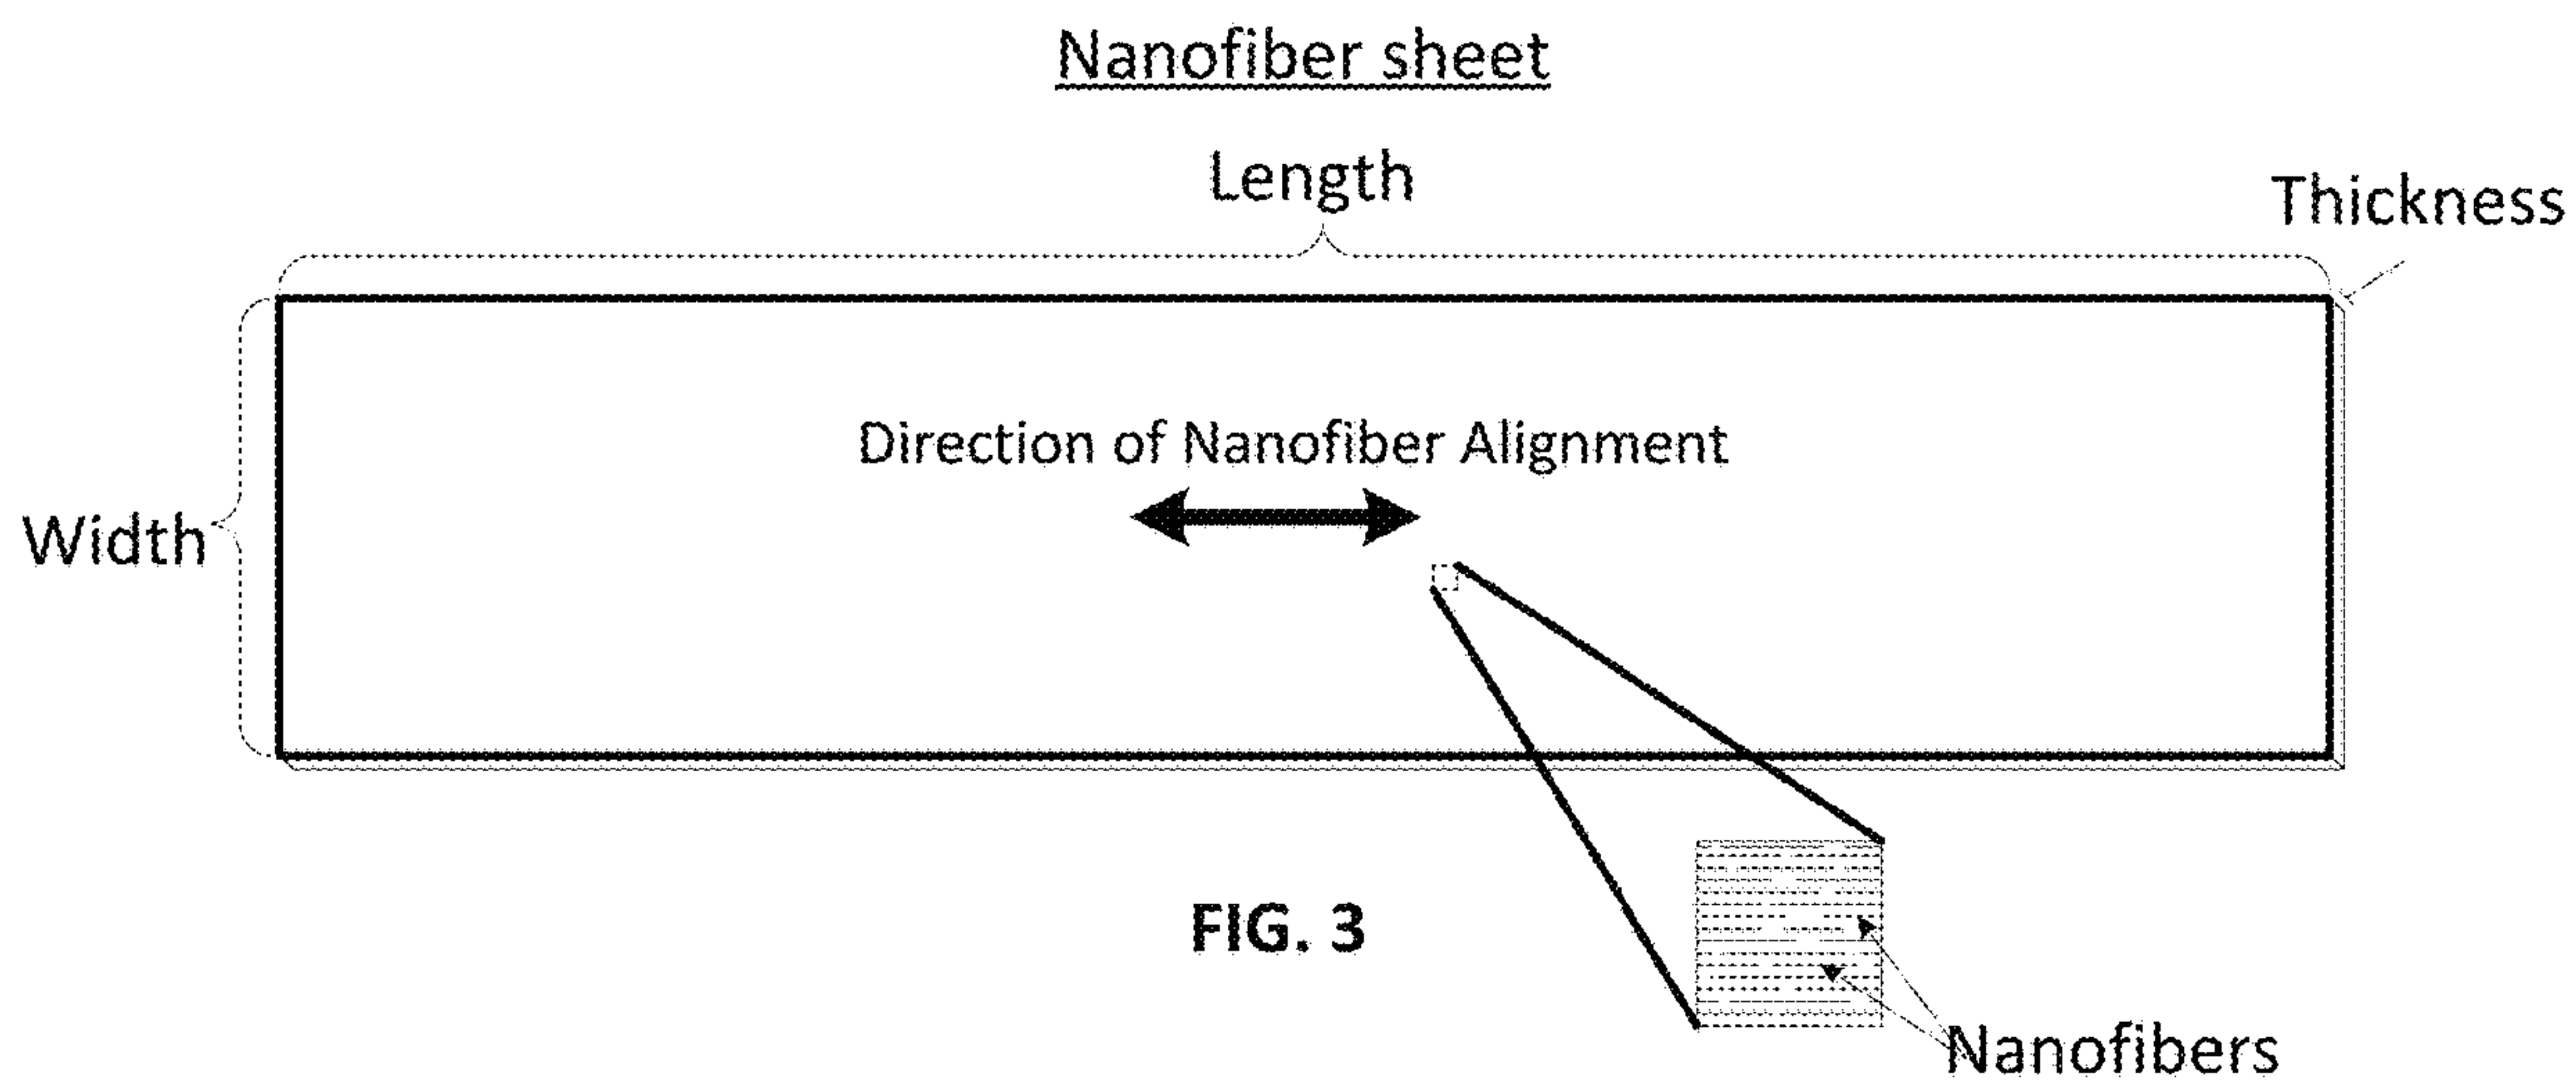 Nanofiber sheet
Length
Thickness
Direction of Nanofiber Alignment
Width
FIG. 3
Nanofibers